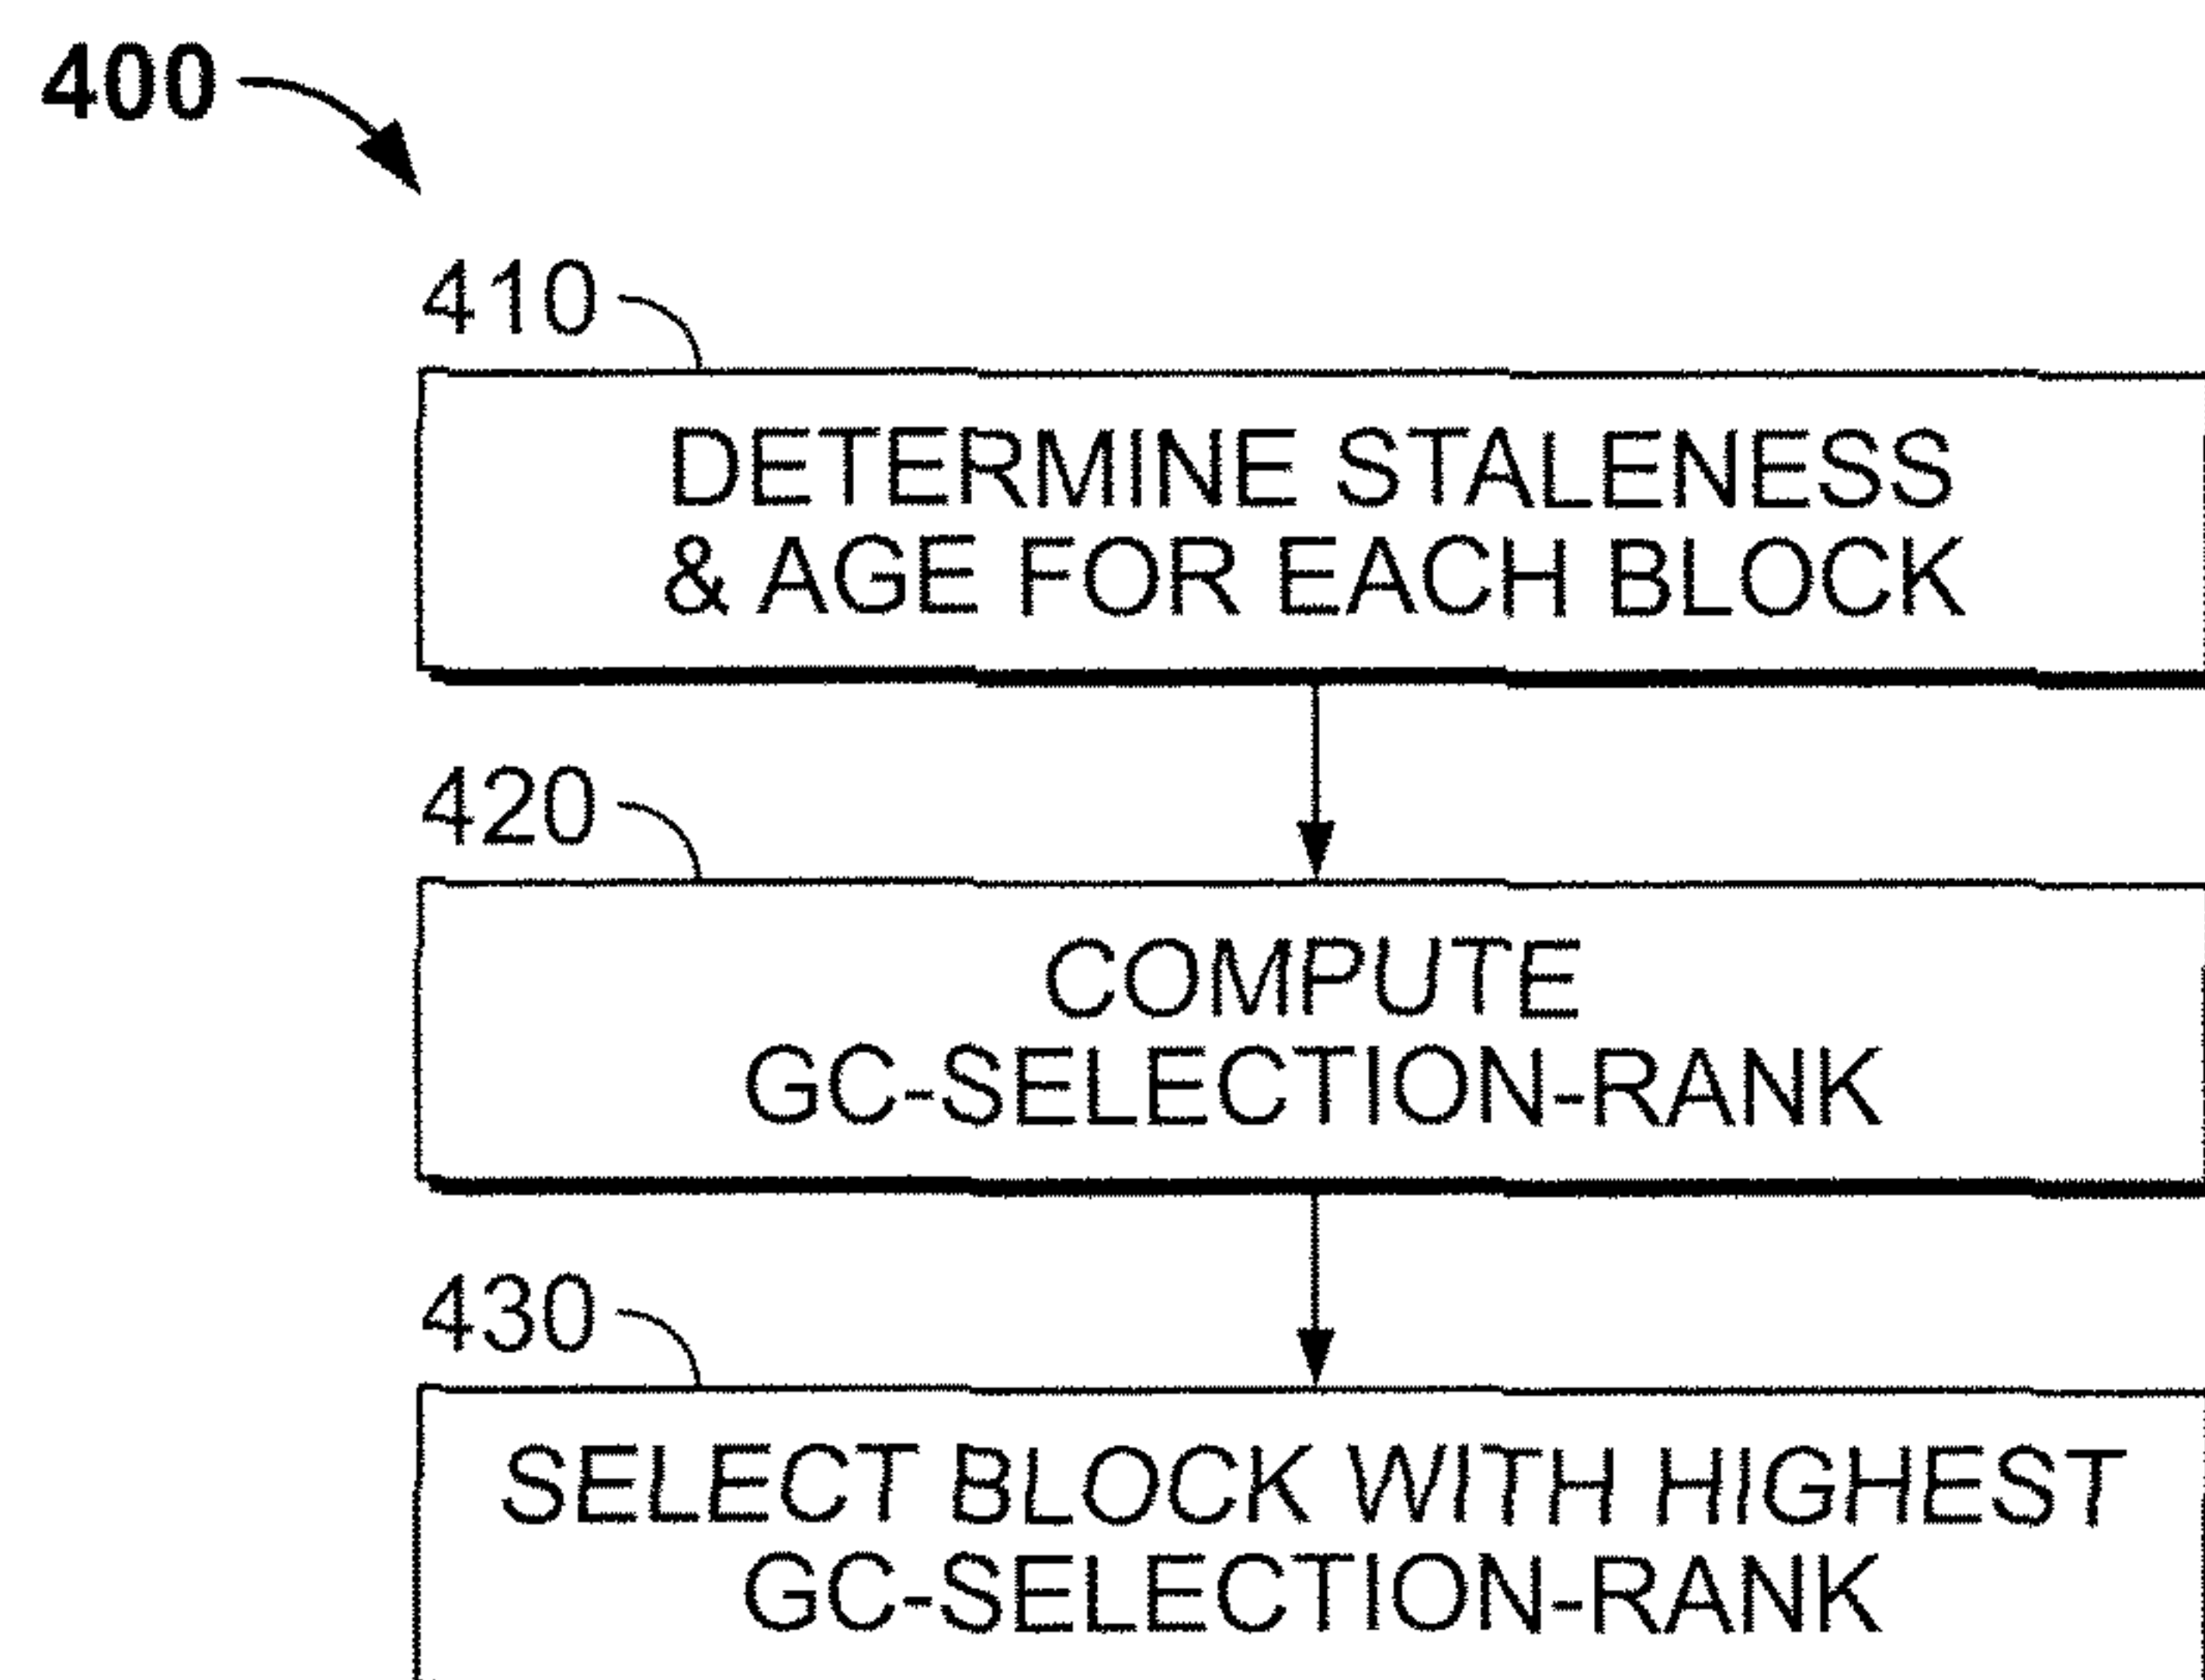 400
410
DETERMINE STALENESS
& AGE FOR EACH BLOCK
420
COMPUTE
GC-SELECTION-RANK
430
SELECT BLOCK WITH HIGHEST
GC-SELECTION-RANK